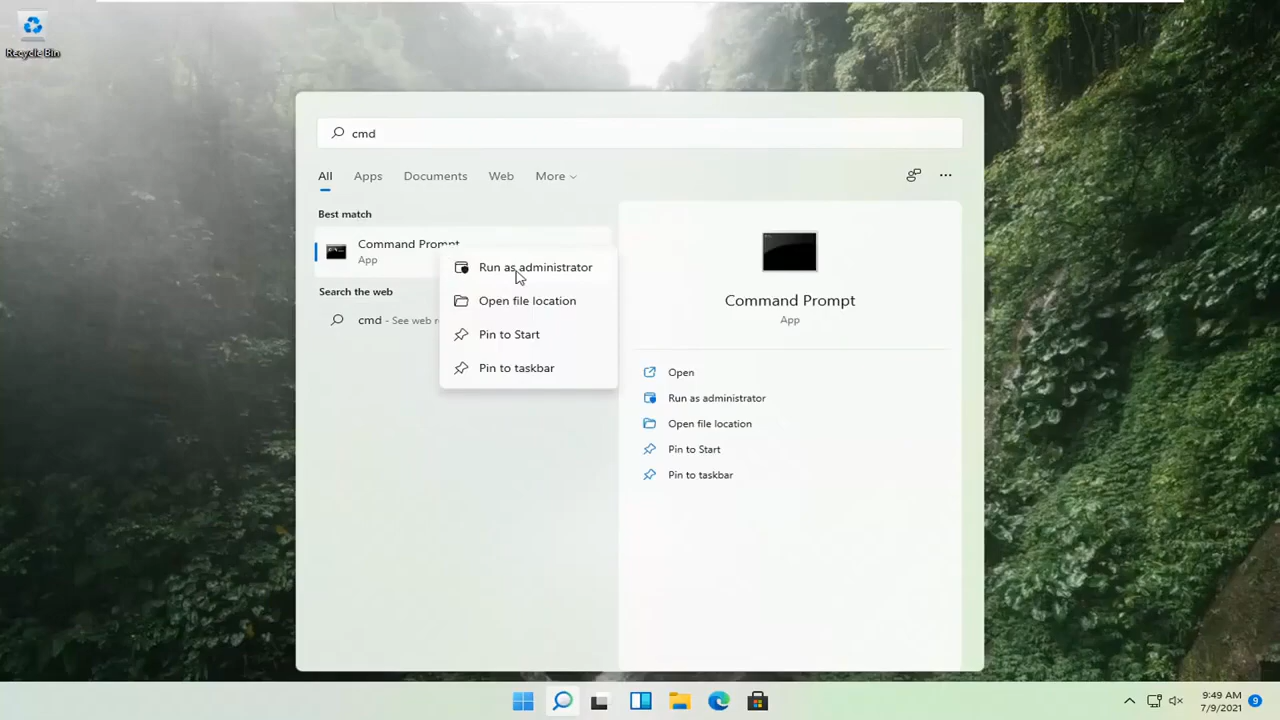 Recycle Bin
cmd
All Apps Documents Web More
Best match
Command Prompt
App
Search the web
cmd - See web
Run as administrator
Open file location
Pin to Start
Pin to taskbar
Command Prompt
App
Open
Run as administrator
Open file location
Pin to Start
Pin to taskbar
9:49 AM
7/9/2021
9